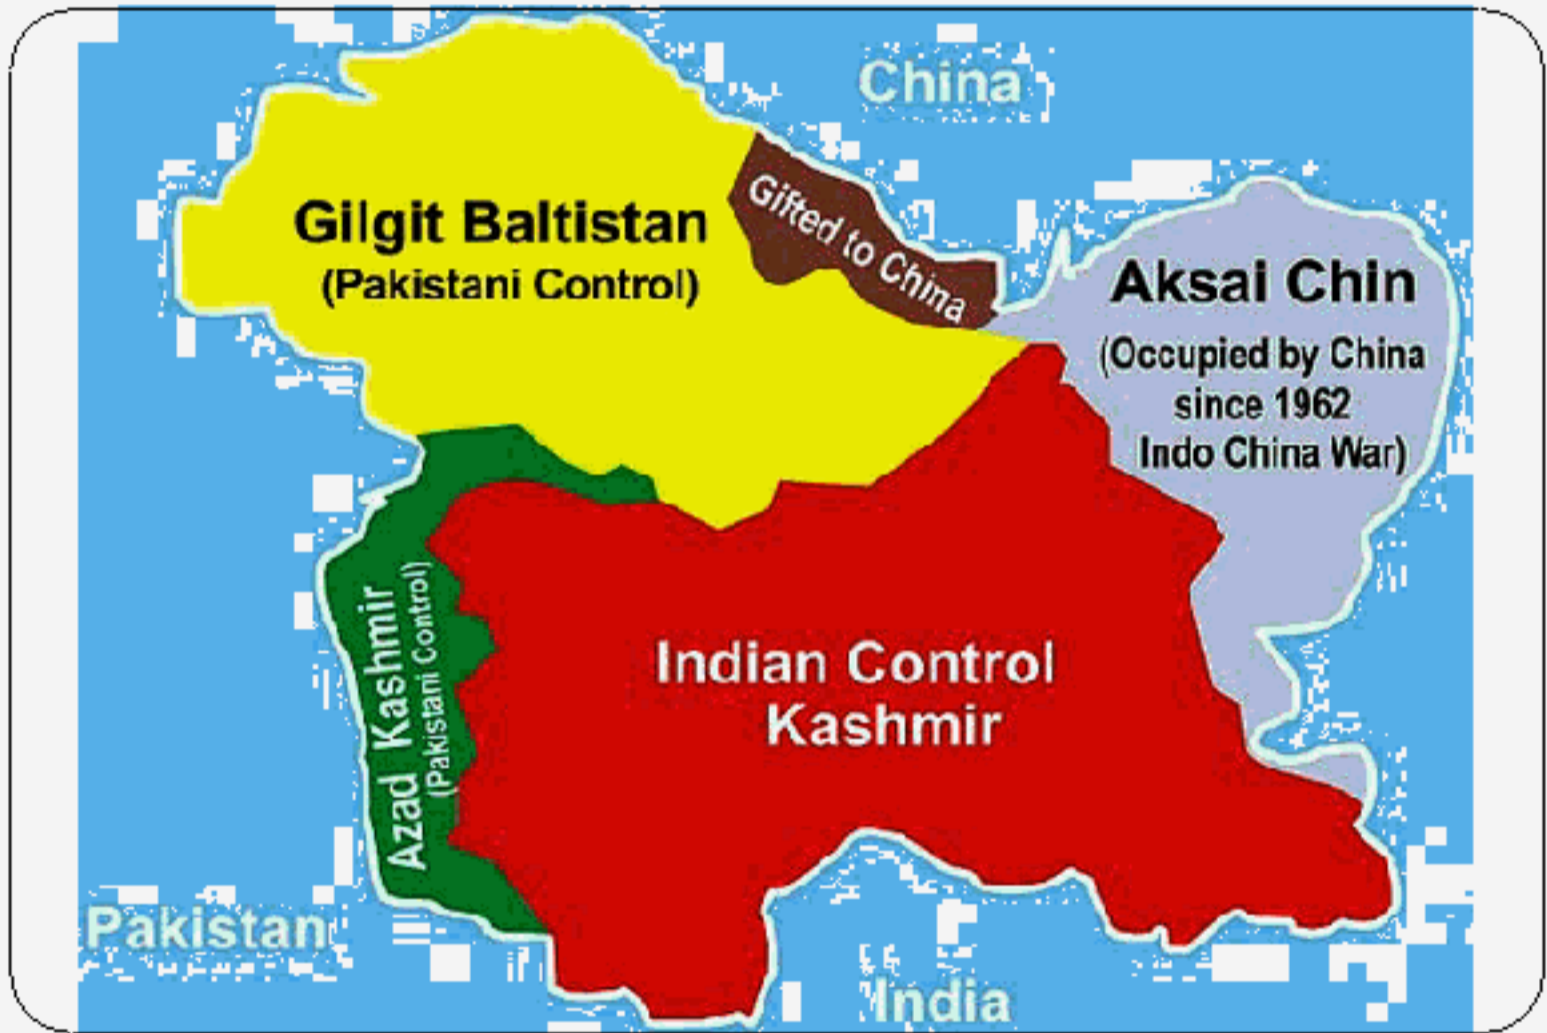 China
Gilgit Baltistan
(Pakistani Control)
Gifted to China
Aksai Chin
(Occupied by China
since 1962
Indo China War)
Azad Kashmir
(Pakistani Control)
Indian Control
Kashmir
Pakistan
India